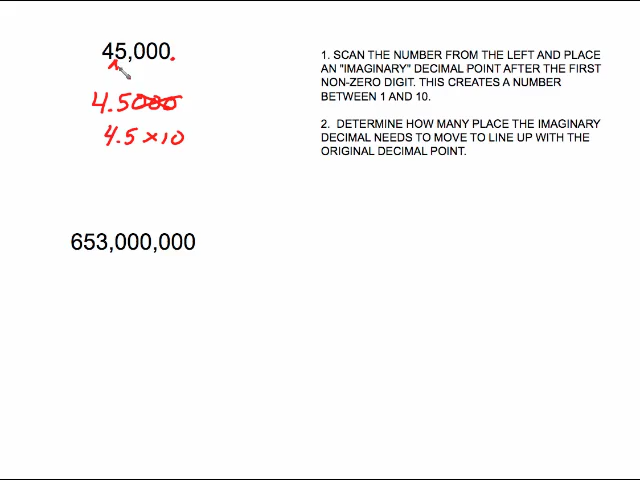 45,000.
4.5000
4.5 × 10
653,000,000
1. SCAN THE NUMBER FROM THE LEFT AND PLACE
AN "IMAGINARY" DECIMAL POINT AFTER THE FIRST
NON-ZERO DIGIT. THIS CREATES A NUMBER
BETWEEN 1 AND 10.
2. DETERMINE HOW MANY PLACE THE IMAGINARY
DECIMAL NEEDS TO MOVE TO LINE UP WITH THE
ORIGINAL DECIMAL POINT.